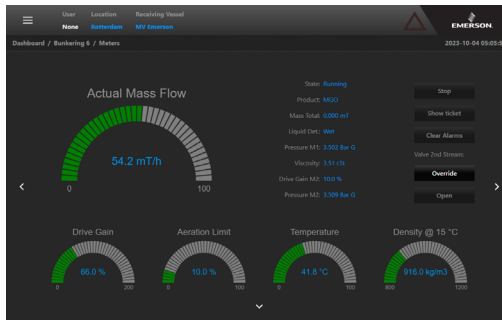 User Location Receiving Vessel
None Rotterdam MV Emerson
EMERSON.
Dashboard / Bunkering 6 / Meters
2023-10-04 05:05:5
Actual Mass Flow
54.2 mT/h
0 100
State: Running
Product: MGO
Mass Total: 0.000 mT
Liquid Det.: Wet
Pressure M1: 3.502 Bar G
Viscosity: 3.51 cSt
Drive Gain M2: 10.0 %
Pressure M2: 3.509 Bar G
Stop
Show ticket
Clear Alarms
Valve 2nd Stream:
Override
Open
Drive Gain
66.0 %
0 200
Aeration Limit
10.0 %
0 100
Temperature
41.8 °C
0 100
Density @ 15 °C
916.0 kg/m3
800 1200